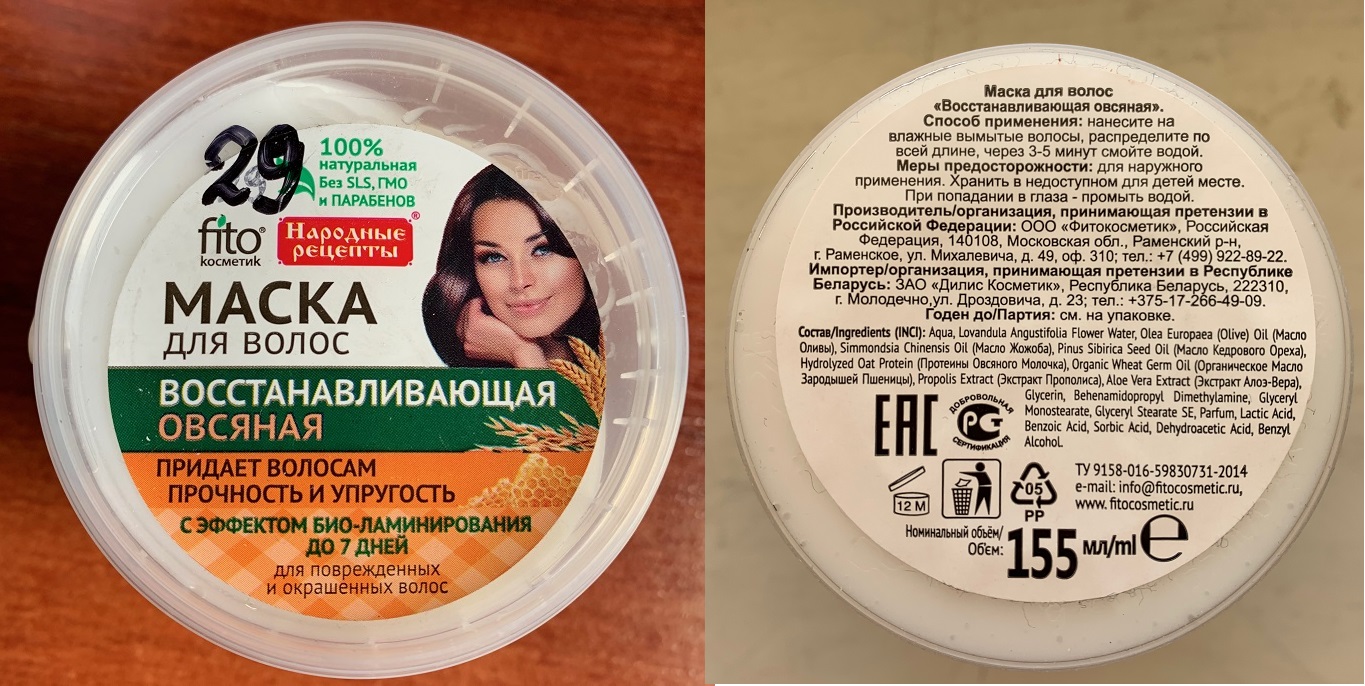 29
100%
натуральная
Без SLS, ГМО
и ПАРАБЕНОВ
fito®
косметик
Народные
рецепты®
МАСКА
для волос
ВОССТАНАВЛИВАЮЩАЯ
ОВСЯНАЯ
ПРИДАЕТ ВОЛОСАМ
ПРОЧНОСТЬ И УПРУГОСТЬ
С ЭФФЕКТОМ БИО-ЛАМИНИРОВАНИЯ
ДО 7 ДНЕЙ
для поврежденных
и окрашенных волос
Маска для волос
«Восстанавливающая овсяная».
Способ применения: нанесите на
влажные вымытые волосы, распределите по
всей длине, через 3-5 минут смойте водой.
Меры предосторожности: для наружного
применения. Хранить в недоступном для детей месте.
При попадании в глаза - промыть водой.
Производитель/организация, принимающая претензии в
Российской Федерации: ООО «Фитокосметик», Российская
Федерация, 140108, Московская обл., Раменский р-н,
г. Раменское, ул. Михалевича, д. 49, оф. 310; тел.: +7 (499) 922-89-22.
Импортер/организация, принимающая претензии в Республике
Беларусь: ЗАО «Дилис Косметик», Республика Беларусь, 222310,
г. Молодечно,ул. Дроздовича, д. 23; тел.: +375-17-266-49-09.
Годен до/Партия: см. на упаковке.
Состав/Ingredients (INCI): Aqua, Lovandula Angustifolia Flower Water, Olea Europaea (Olive) Oil (Масло
Оливы), Simmondsia Chinensis Oil (Масло Жожоба), Pinus Sibirica Seed Oil (Масло Кедрового Ореха),
Hydrolyzed Oat Protein (Протеины Овсяного Молочка), Organic Wheat Germ Oil (Органическое Масло
Зародышей Пшеницы), Propolis Extract (Экстракт Прополиса), Aloe Vera Extract (Экстракт Алоэ-Вера),
Glycerin, Behenamidopropyl Dimethylamine, Glyceryl
Monostearate, Glyceryl Stearate SE, Parfum, Lactic Acid,
Benzoic Acid, Sorbic Acid, Dehydroacetic Acid, Benzyl
Alcohol.
EAC
ДОБРОВОЛЬНАЯ
РСТ
СЕРТИФИКАЦИЯ
12 M
05
PP
ТУ 9158-016-59830731-2014
e-mail: info@fitocosmetic.ru,
www. fitocosmetic.ru
Номинальный объём/
Об'єм: 155 мл/ml e